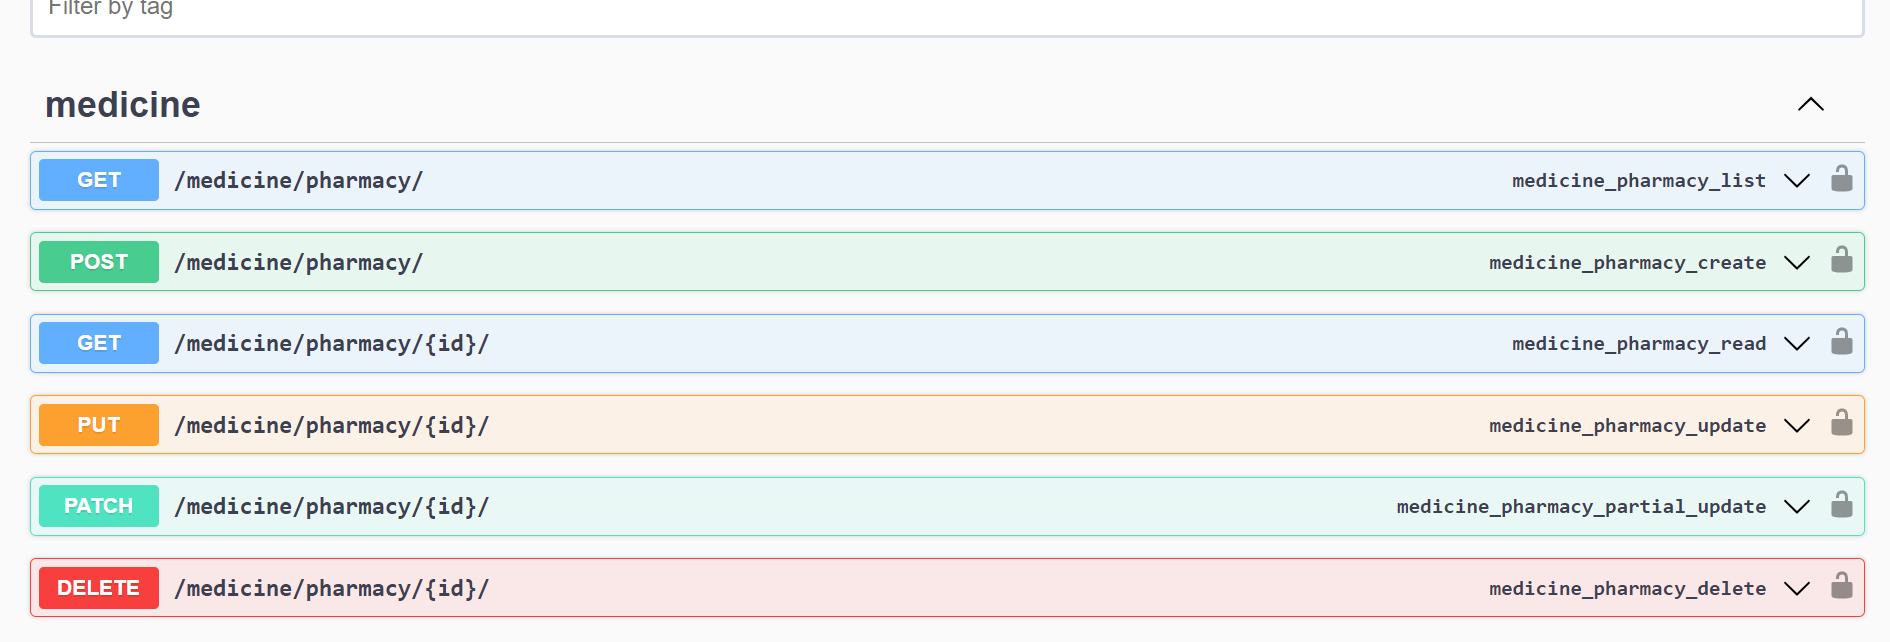 Filter by tag
medicine
GET /medicine/pharmacy/ medicine_pharmacy_list
POST /medicine/pharmacy/ medicine_pharmacy_create
GET /medicine/pharmacy/{id}/ medicine_pharmacy_read
PUT /medicine/pharmacy/{id}/ medicine_pharmacy_update
PATCH /medicine/pharmacy/{id}/ medicine_pharmacy_partial_update
DELETE /medicine/pharmacy/{id}/ medicine_pharmacy_delete